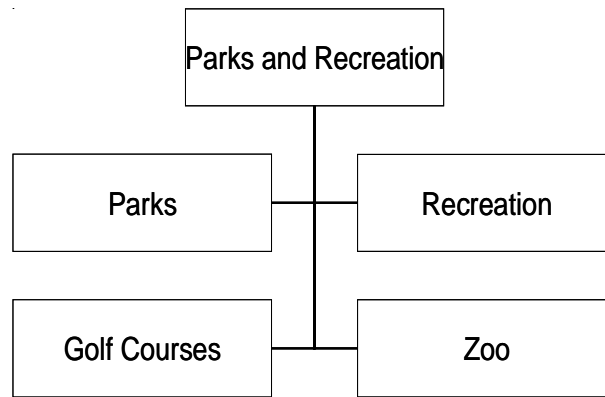 Parks and Recreation
Parks
Recreation
Golf Courses
Zoo